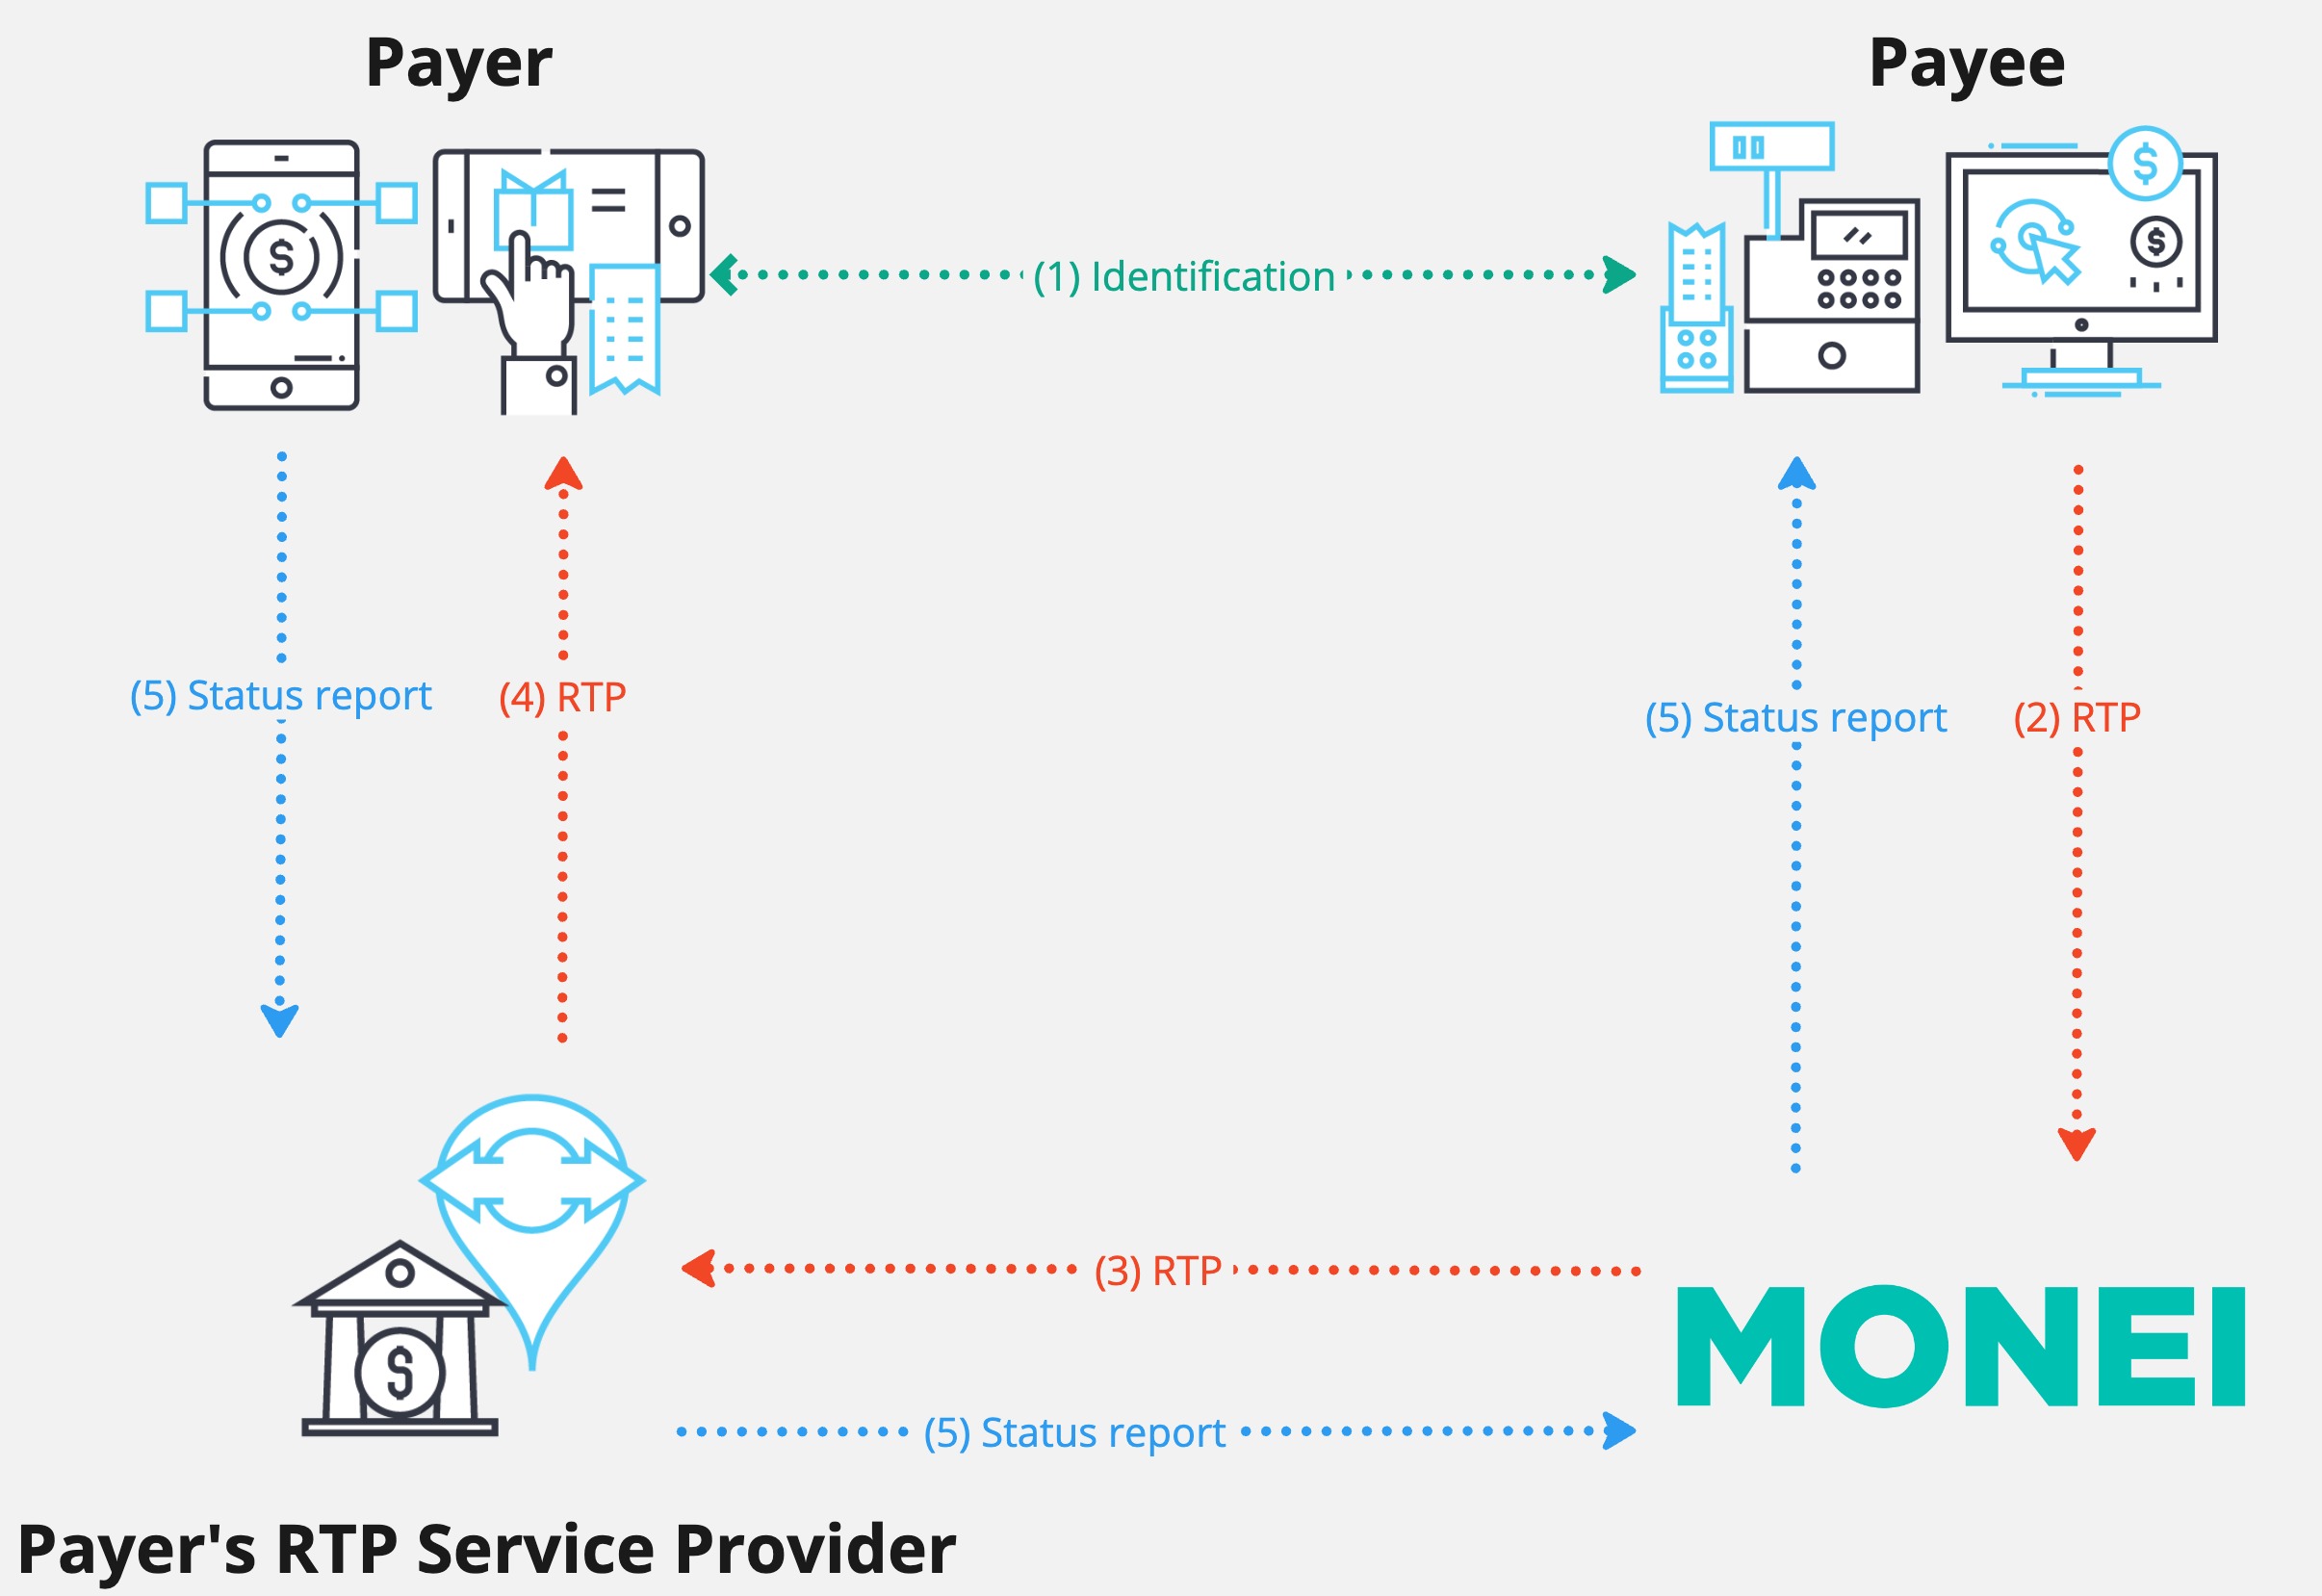 Payer
Payee
(1) Identification
(5) Status report
(4) RTP
(5) Status report
(2) RTP
(3) RTP
MONEI
(5) Status report
Payer's RTP Service Provider